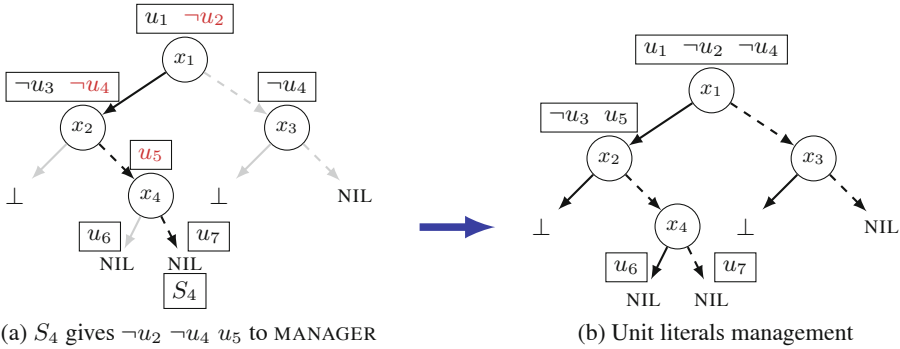 u₁ ¬u₂
x₁
¬u₃ ¬u₄
¬u₄
x₂
x₃
u₅
⊥
x₄
⊥
NIL
u₆
u₇
NIL
NIL
S₄
(a) S₄ gives ¬u₂ ¬u₄ u₅ to MANAGER
u₁ ¬u₂ ¬u₄
x₁
¬u₃ u₅
x₂
x₃
⊥
x₄
⊥
NIL
u₆
u₇
NIL
NIL
(b) Unit literals management